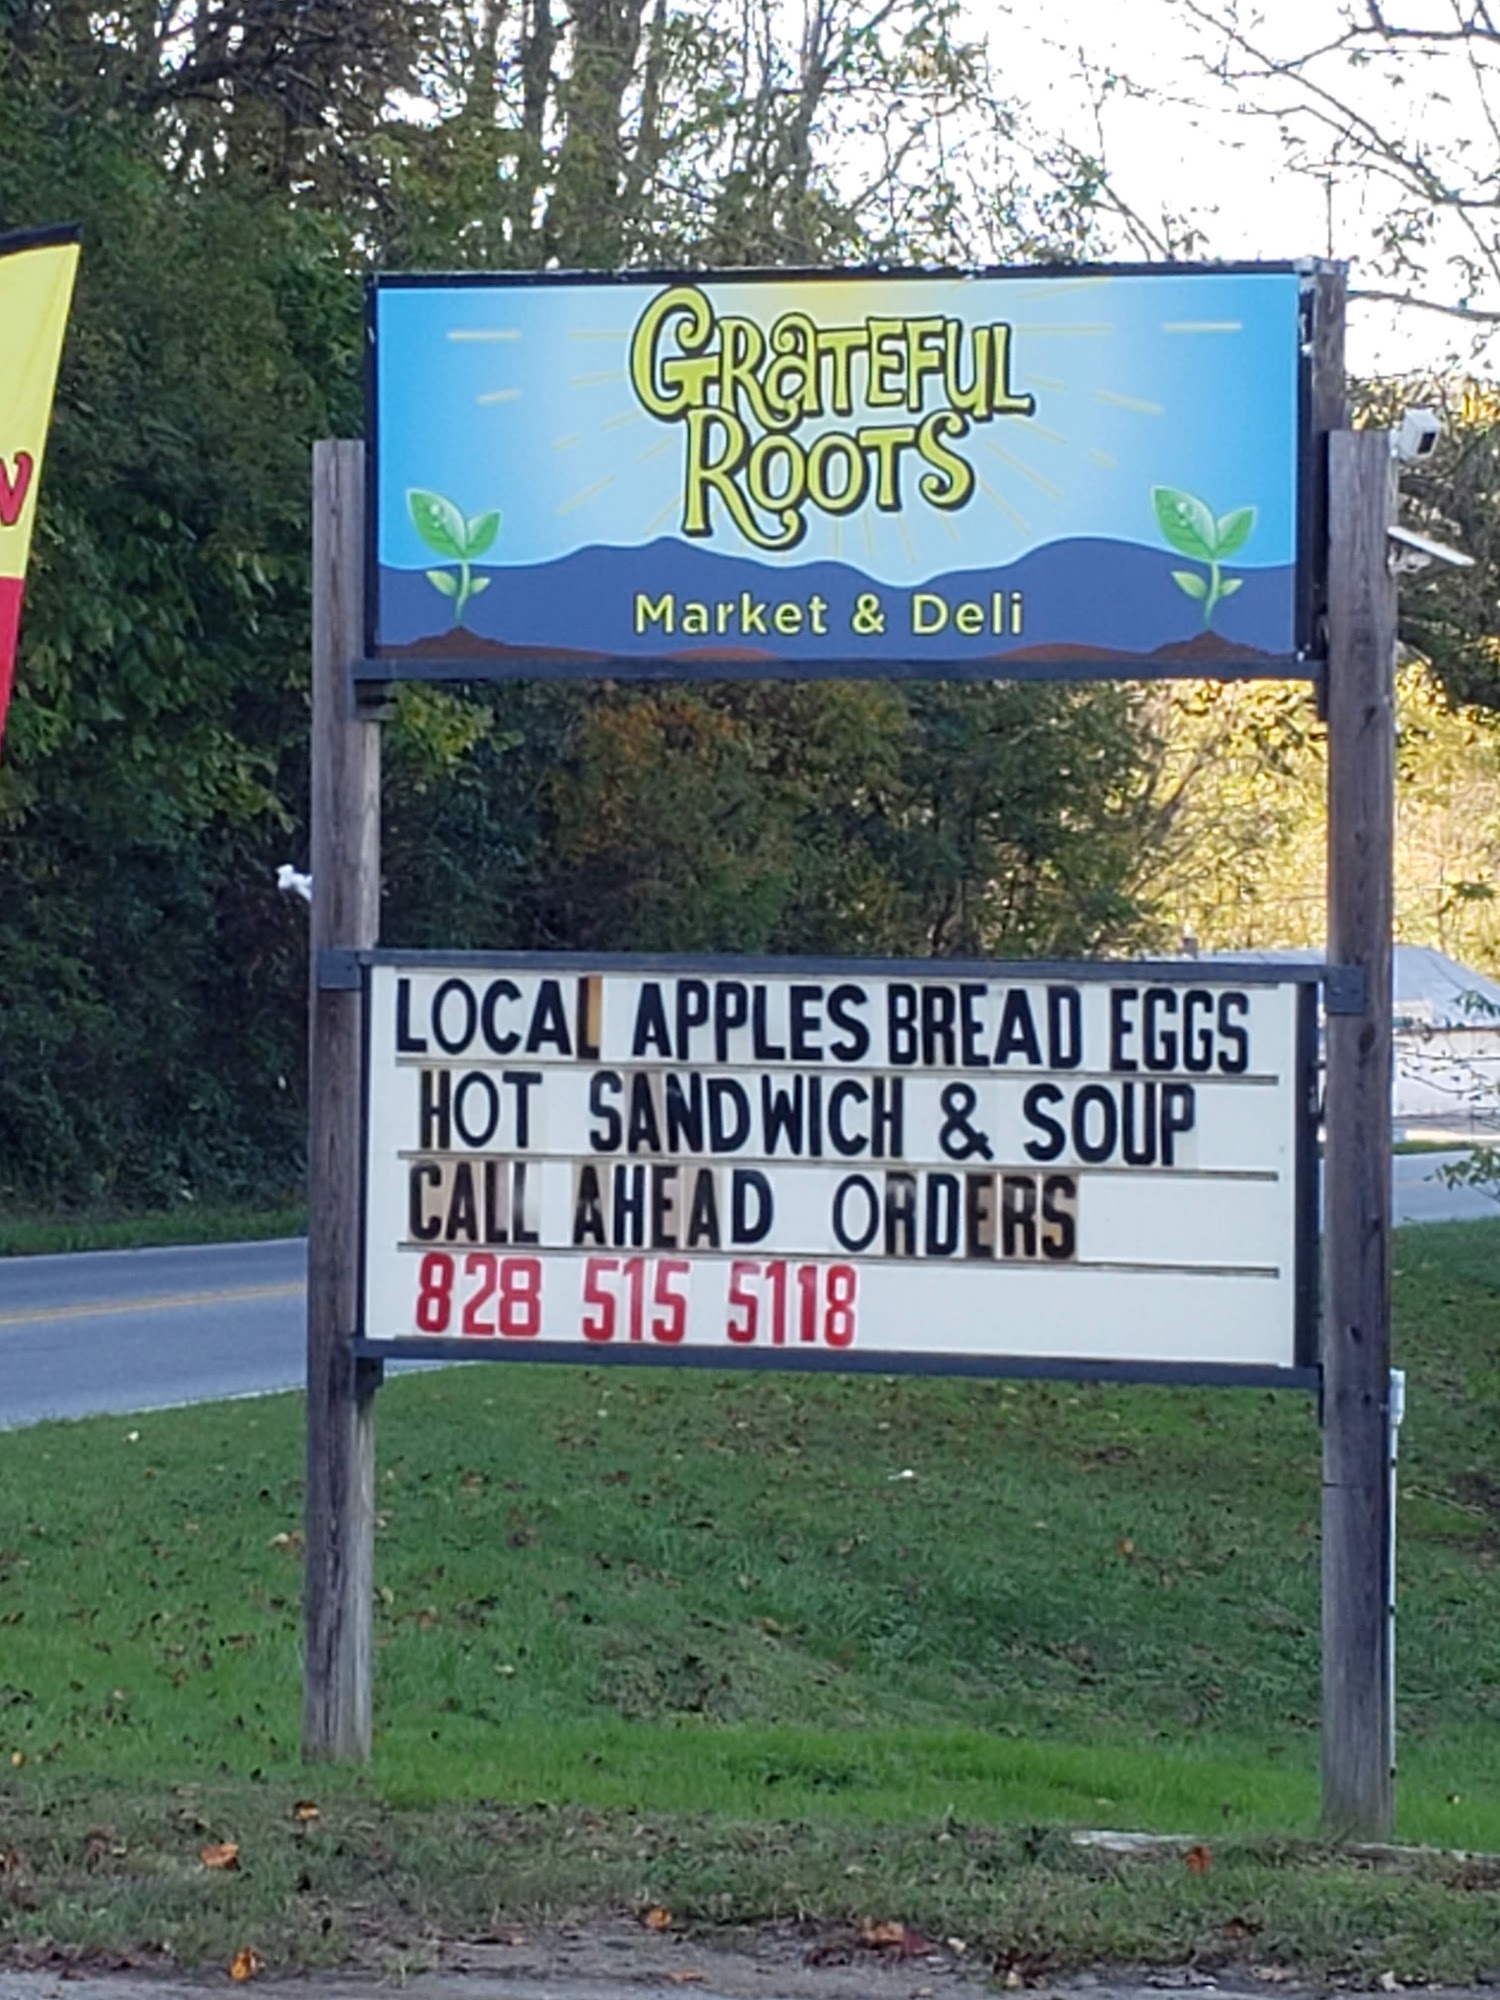 GRaTEFUL
ROOTS
Market & Deli
LOCAL APPLES BREAD EGGS
HOT SANDWICH & SOUP
CALL AHEAD ORDERS
828 515 5118